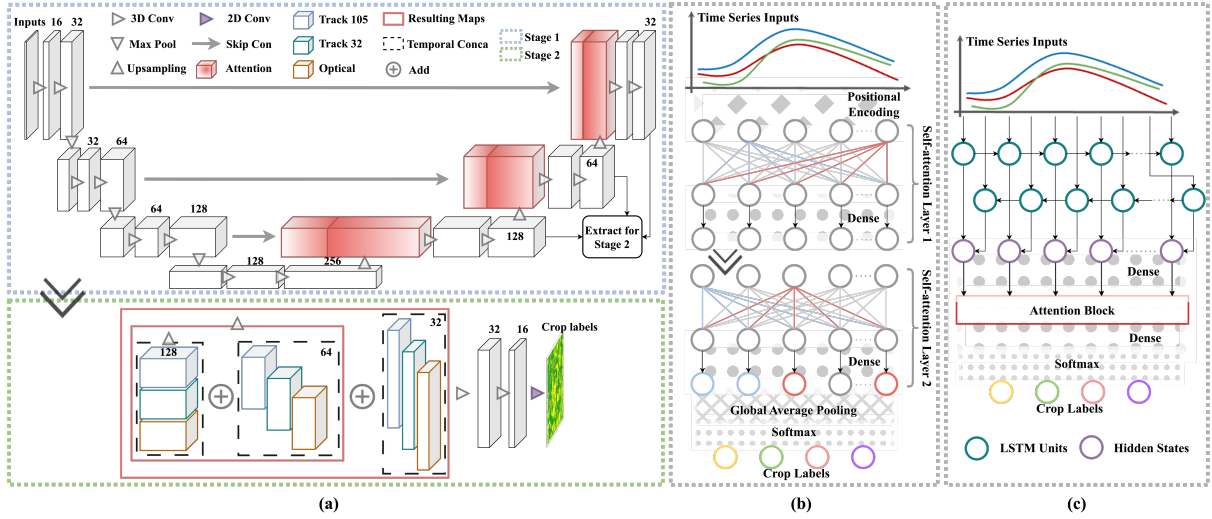 Inputs 16 32
3D Conv
2D Conv
Track 105
Resulting Maps
32
Max Pool
Skip Con
Track 32
Temporal Conca
Stage 1
Stage 2
Upsampling
Attention
Optical
Add
32 64
64
64 128
128
Extract for
Stage 2
128 256
128
64
32
32 16
Crop labels
(a)
Time Series Inputs
Positional
Encoding
Self-attention Layer 1
Dense
Self-attention Layer 2
Dense
Global Average Pooling
Softmax
Crop Labels
(b)
Time Series Inputs
Dense
Attention Block
Dense
Softmax
Crop Labels
LSTM Units
Hidden States
(c)